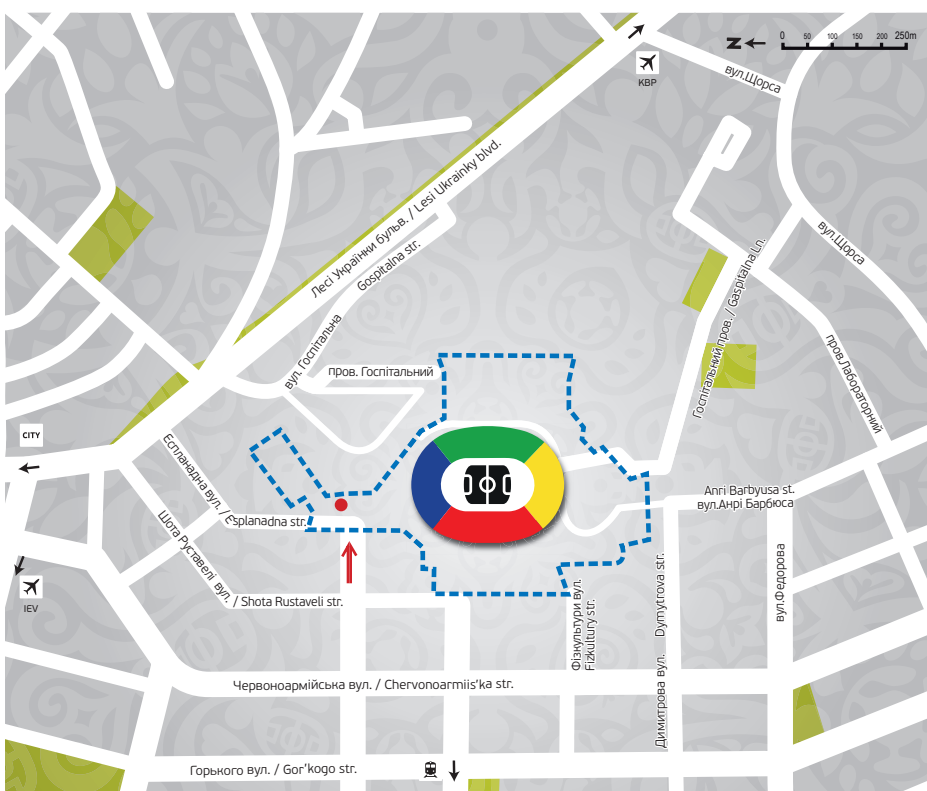 N
0 50 100 150 200 250m
KBP
вул.Щорса
Лесі Українки бульв. / Lesi Ukrainky blvd.
Gospitalna str.
вул. Госпітальна
пров. Госпітальний
вул.Щорса
Госпітальний пров. / Gaspitalna Ln.
пров.Лабораторний
CITY
Еспланадна вул. / Esplanadna str.
Anri Barbyusa st.
вул.Анрі Барбюса
Шота Руставелі вул. / Shota Rustaveli str.
IEV
Фізкультури вул.
Fizkultury str.
Димитрова вул. Dymytrova str.
вул.Федорова
Червоноармійська вул. / Chervonoarmiis'ka str.
Горького вул. / Gor'kogo str.